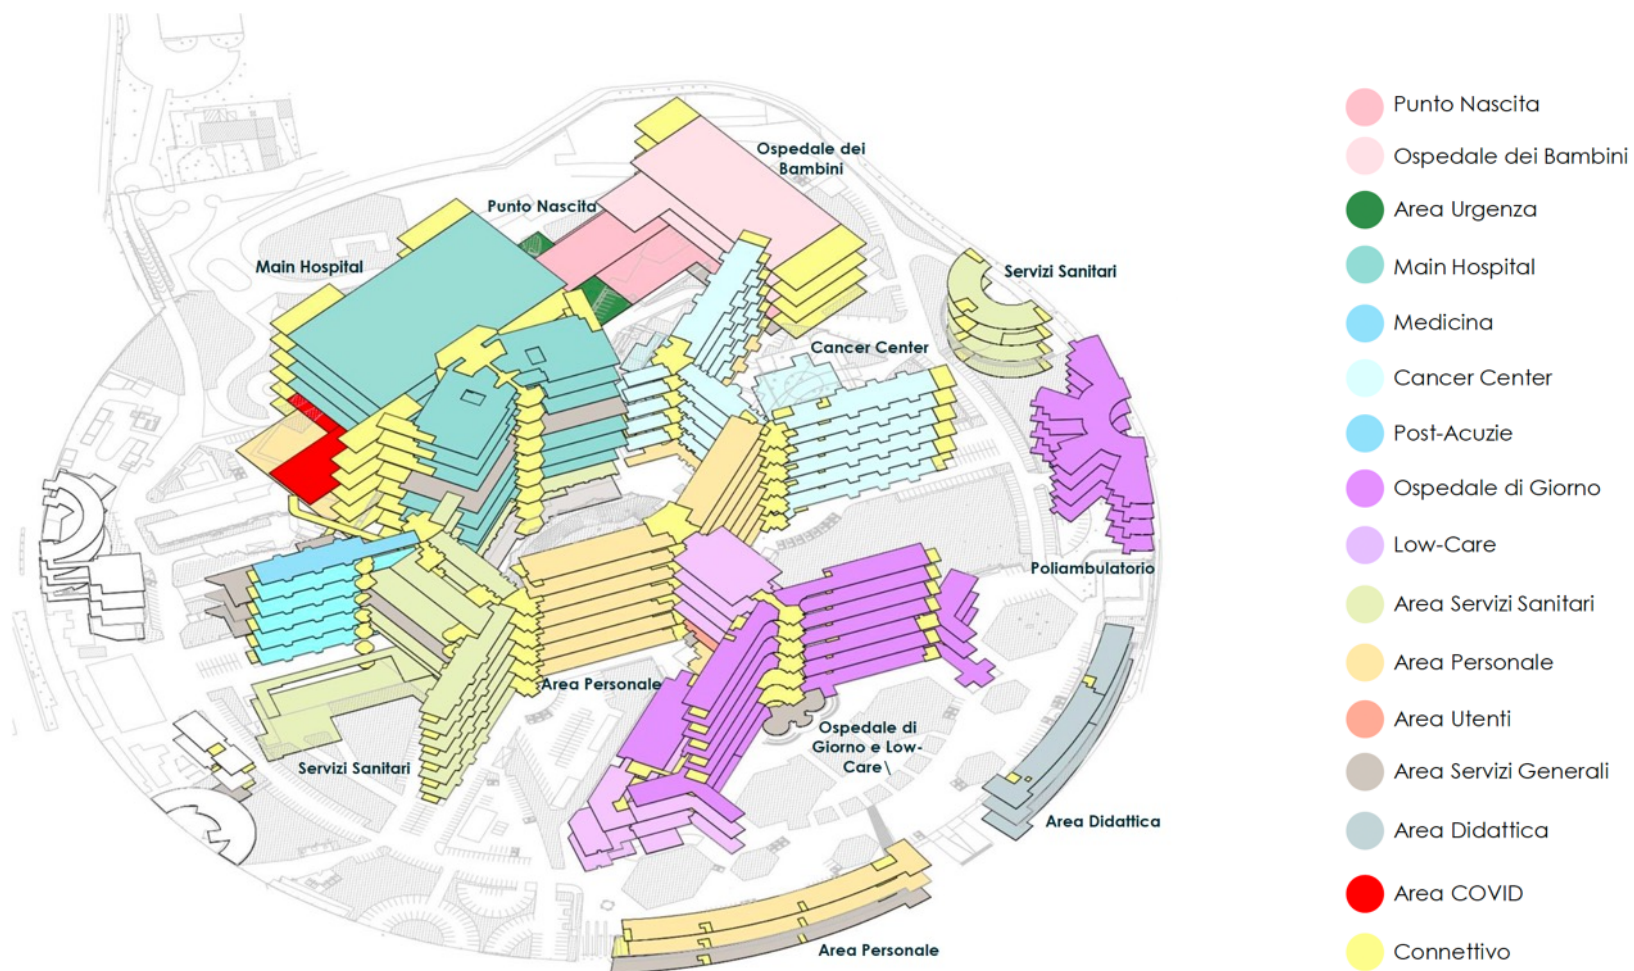 Ospedale dei
Bambini
Punto Nascita
Main Hospital
Servizi Sanitari
Cancer Center
Poliambulatorio
Area Personale
Ospedale di
Giorno e Low-
Care \
Servizi Sanitari
Area Didattica
Area Personale
Punto Nascita
Ospedale dei Bambini
Area Urgenza
Main Hospital
Medicina
Cancer Center
Post-Acuzie
Ospedale di Giorno
Low-Care
Area Servizi Sanitari
Area Personale
Area Utenti
Area Servizi Generali
Area Didattica
Area COVID
Connettivo